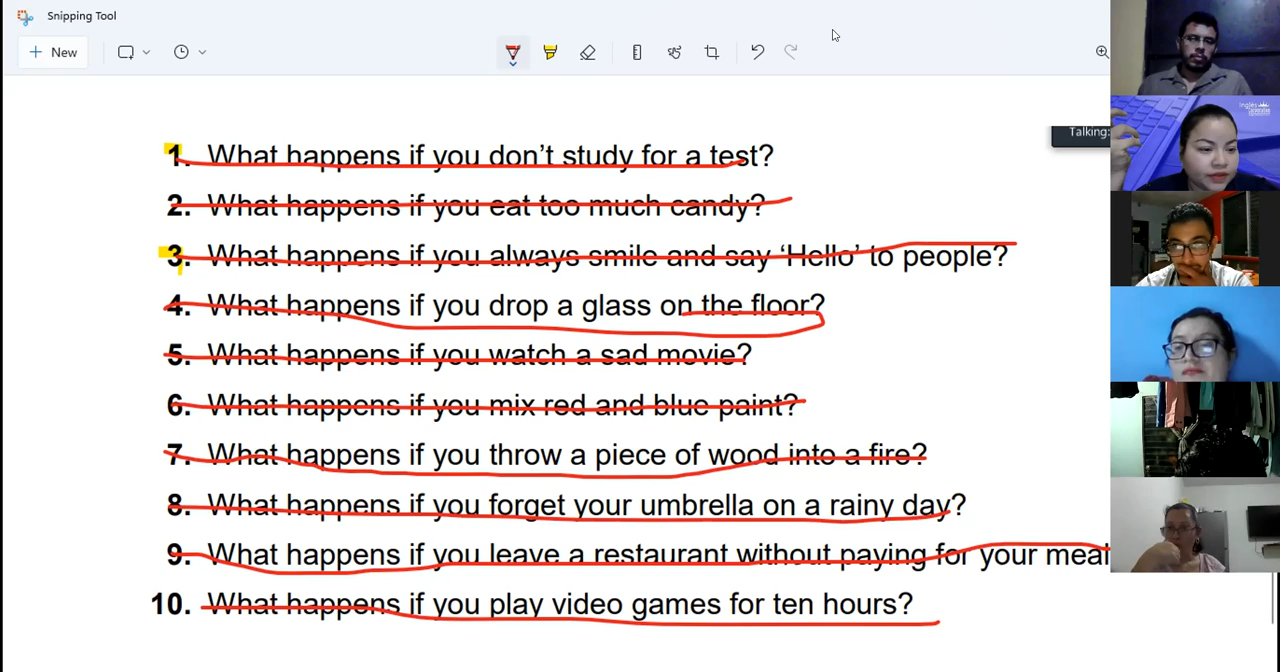 Snipping Tool
New
Talking:
Inglés
1. What happens if you don't study for a test?
2. What happens if you eat too much candy?
3. What happens if you always smile and say ‘Hello’ to people?
4. What happens if you drop a glass on the floor?
5. What happens if you watch a sad movie?
6. What happens if you mix red and blue paint?
7. What happens if you throw a piece of wood into a fire?
8. What happens if you forget your umbrella on a rainy day?
9. What happens if you leave a restaurant without paying for your meal
10. What happens if you play video games for ten hours?